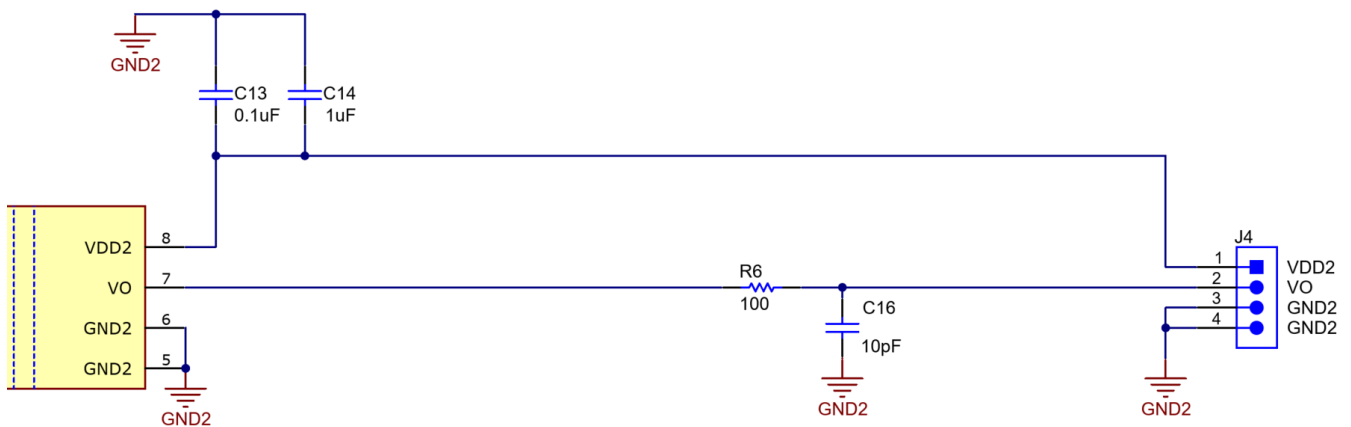 GND2
C13
0.1uF
C14
1uF
VDD2
8
VO
7
GND2
6
GND2
5
GND2
R6
100
C16
10pF
GND2
J4
1
VDD2
2
VO
3
GND2
4
GND2
GND2